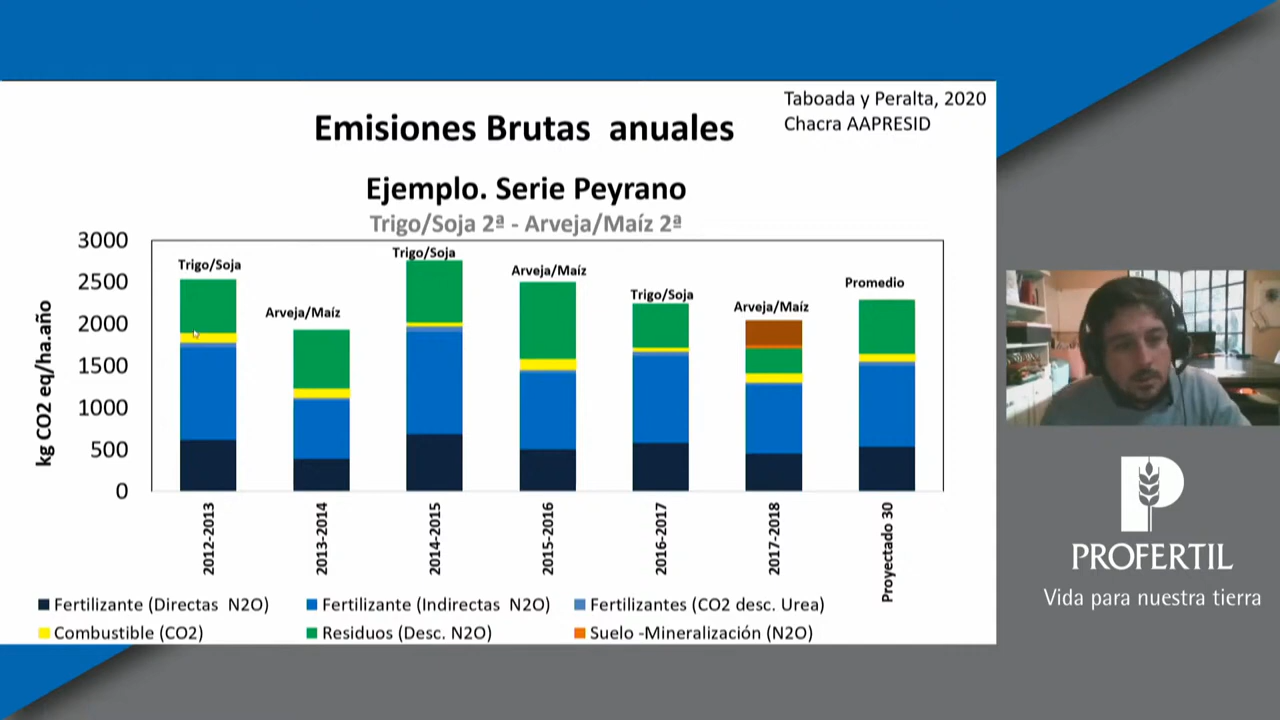 Taboada y Peralta, 2020
Chacra AAPRESID
Emisiones Brutas anuales
Ejemplo. Serie Peyrano
Trigo/Soja 2ª - Arveja/Maíz 2ª
kg CO2 eq/ha.año
3000
2500
2000
1500
1000
500
0
Trigo/Soja
Arveja/Maíz
Trigo/Soja
Arveja/Maíz
Trigo/Soja
Arveja/Maíz
Promedio
2012-2013
2013-2014
2014-2015
2015-2016
2016-2017
2017-2018
Proyectado 30
Fertilizante (Directas N2O)
Fertilizante (Indirectas N2O)
Fertilizantes (CO2 desc. Urea)
Combustible (CO2)
Residuos (Desc. N2O)
Suelo -Mineralización (N2O)
PROFERTIL
Vida para nuestra tierra